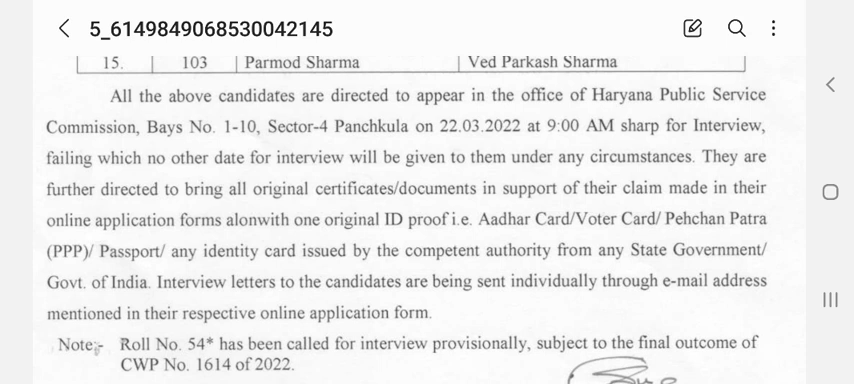 5_6149849068530042145
15. 103 Parmod Sharma Ved Parkash Sharma
All the above candidates are directed to appear in the office of Haryana Public Service
Commission, Bays No. 1-10, Sector-4 Panchkula on 22.03.2022 at 9:00 AM sharp for Interview,
failing which no other date for interview will be given to them under any circumstances. They are
further directed to bring all original certificates/documents in support of their claim made in their
online application forms alonwith one original ID proof i.e. Aadhar Card/Voter Card/ Pehchan Patra
(PPP)/ Passport/ any identity card issued by the competent authority from any State Government/
Govt. of India. Interview letters to the candidates are being sent individually through e-mail address
mentioned in their respective online application form.
Note:- Roll No. 54* has been called for interview provisionally, subject to the final outcome of
CWP No. 1614 of 2022.